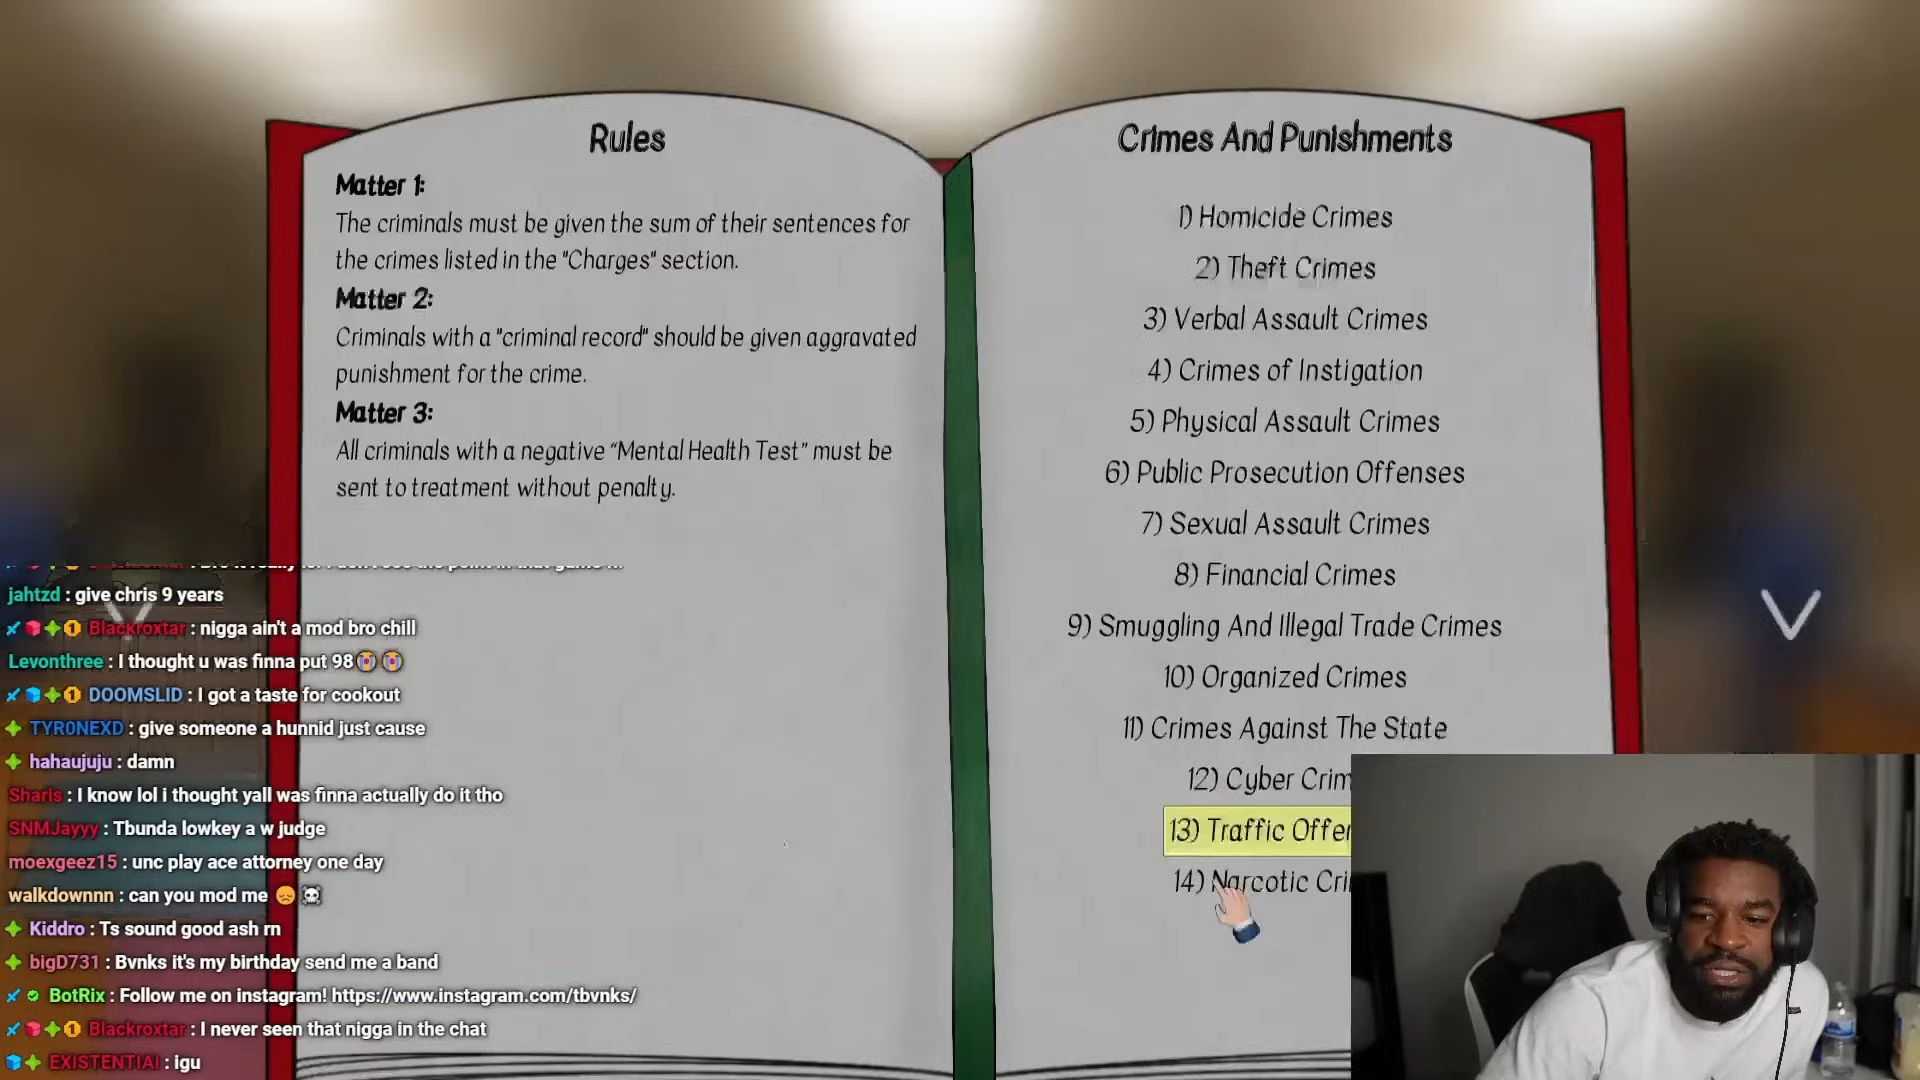 Rules
Matter 1:
The criminals must be given the sum of their sentences for
the crimes listed in the "Charges" section.
Matter 2:
Criminals with a "criminal record" should be given aggravated
punishment for the crime.
Matter 3:
All criminals with a negative “Mental Health Test” must be
sent to treatment without penalty.
Crimes And Punishments
1) Homicide Crimes
2) Theft Crimes
3) Verbal Assault Crimes
4) Crimes of Instigation
5) Physical Assault Crimes
6) Public Prosecution Offenses
7) Sexual Assault Crimes
8) Financial Crimes
9) Smuggling And Illegal Trade Crimes
10) Organized Crimes
11) Crimes Against The State
12) Cyber Crim
13) Traffic Offen
14) Narcotic Cri
jahtzd : give chris 9 years
Blackroxtar : nigga ain't a mod bro chill
Levonthree : I thought u was finna put 98😭😭
DOOMSLID : I got a taste for cookout
TYR0NEXD : give someone a hunnid just cause
hahaujuju : damn
Sharis : I know lol i thought yall was finna actually do it tho
SNMJayyy : Tbunda lowkey a w judge
moexgeez15 : unc play ace attorney one day
walkdownnn : can you mod me 😞 ☠️
Kiddro : Ts sound good ash rn
bigD731 : Bvnks it's my birthday send me a band
BotRix : Follow me on instagram! https://www.instagram.com/tbvnks/
Blackroxtar : I never seen that nigga in the chat
EXISTENTIAI : igu